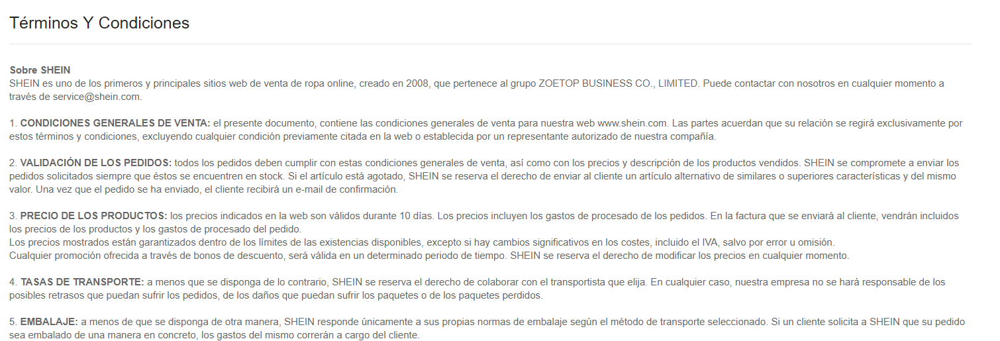 Términos Y Condiciones
Sobre SHEIN
SHEIN es uno de los primeros y principales sitios web de venta de ropa online, creado en 2008, que pertenece al grupo ZOETOP BUSINESS CO., LIMITED. Puede contactar con nosotros en cualquier momento a
través de service@shein.com.
1. CONDICIONES GENERALES DE VENTA: el presente documento, contiene las condiciones generales de venta para nuestra web www.shein.com. Las partes acuerdan que su relación se regirá exclusivamente por
estos términos y condiciones, excluyendo cualquier condición previamente citada en la web o establecida por un representante autorizado de nuestra compañía.
2. VALIDACIÓN DE LOS PEDIDOS: todos los pedidos deben cumplir con estas condiciones generales de venta, así como con los precios y descripción de los productos vendidos. SHEIN se compromete a enviar los
pedidos solicitados siempre que éstos se encuentren en stock. Si el artículo está agotado, SHEIN se reserva el derecho de enviar al cliente un artículo alternativo de similares o superiores características y del mismo
valor. Una vez que el pedido se ha enviado, el cliente recibirá un e-mail de confirmación.
3. PRECIO DE LOS PRODUCTOS: los precios indicados en la web son válidos durante 10 días. Los precios incluyen los gastos de procesado de los pedidos. En la factura que se enviará al cliente, vendrán incluidos
los precios de los productos y los gastos de procesado del pedido.
Los precios mostrados están garantizados dentro de los límites de las existencias disponibles, excepto si hay cambios significativos en los costes, incluido el IVA, salvo por error u omisión.
Cualquier promoción ofrecida a través de bonos de descuento, será válida en un determinado periodo de tiempo. SHEIN se reserva el derecho de modificar los precios en cualquier momento.
4. TASAS DE TRANSPORTE: a menos que se disponga de lo contrario, SHEIN se reserva el derecho de colaborar con el transportista que elija. En cualquier caso, nuestra empresa no se hará responsable de los
posibles retrasos que puedan sufrir los pedidos, de los daños que puedan sufrir los paquetes o de los paquetes perdidos.
5. EMBALAJE: a menos de que se disponga de otra manera, SHEIN responde únicamente a sus propias normas de embalaje según el método de transporte seleccionado. Si un cliente solicita a SHEIN que su pedido
sea embalado de una manera en concreto, los gastos del mismo correrán a cargo del cliente.